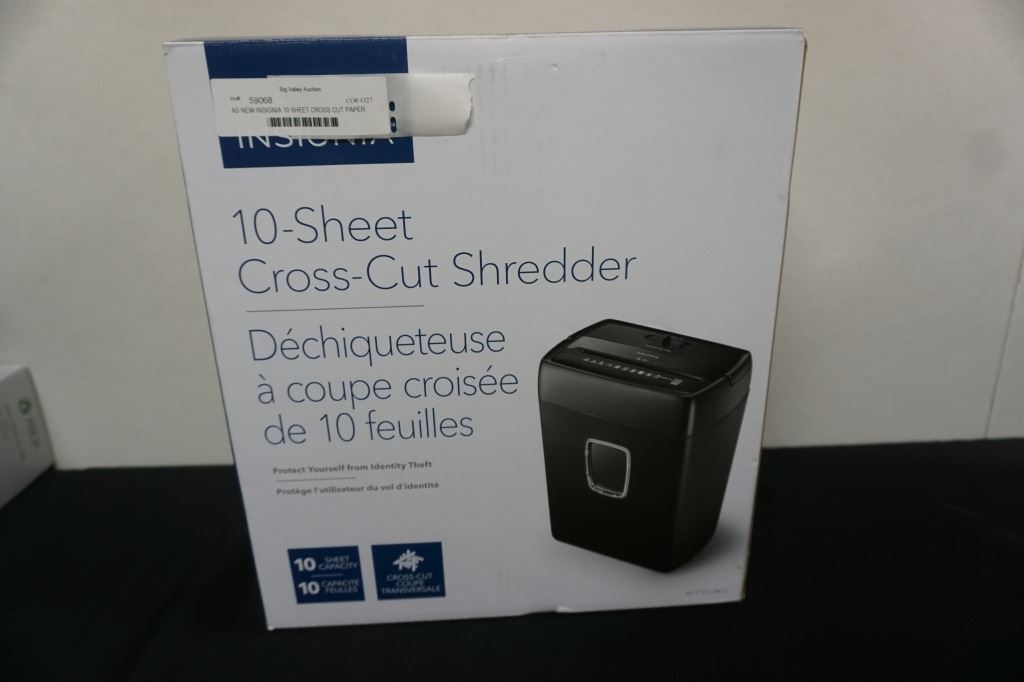 Big Valley Auction
59068
CO# 4327
AS NEW INSIGNIA 10 SHEET CROSS CUT PAPER
INSIGNIA
10-Sheet
Cross-Cut Shredder
Déchiqueteuse
à coupe croisée
de 10 feuilles
Protect Yourself from Identity Theft
Protège l'utilisateur du vol d'identité
10 SHEET CAPACITY
10 CAPACITÉ FEUILLES
CROSS-CUT
COUPE
TRANSVERSALE